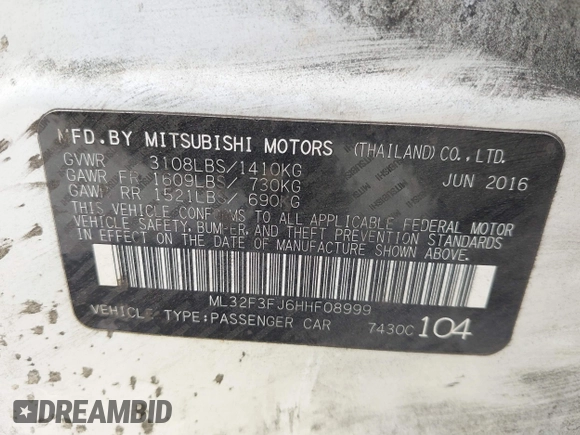 MFD.BY MITSUBISHI MOTORS (THAILAND)CO.,LTD.
GVWR 3108LBS/1410KG JUN 2016
GAWR FR 1609LBS/ 730KG
GAWR RR 1521LBS/ 690KG
THIS VEHICLE CONFORMS TO ALL APPLICABLE FEDERAL MOTOR
VEHICLE SAFETY, BUMPER, AND THEFT PREVENTION STANDARDS
IN EFFECT ON THE DATE OF MANUFACTURE SHOWN ABOVE.
ML32F3FJ6HHF08999
VEHICLE TYPE:PASSENGER CAR 7430C 104
DREAMBID